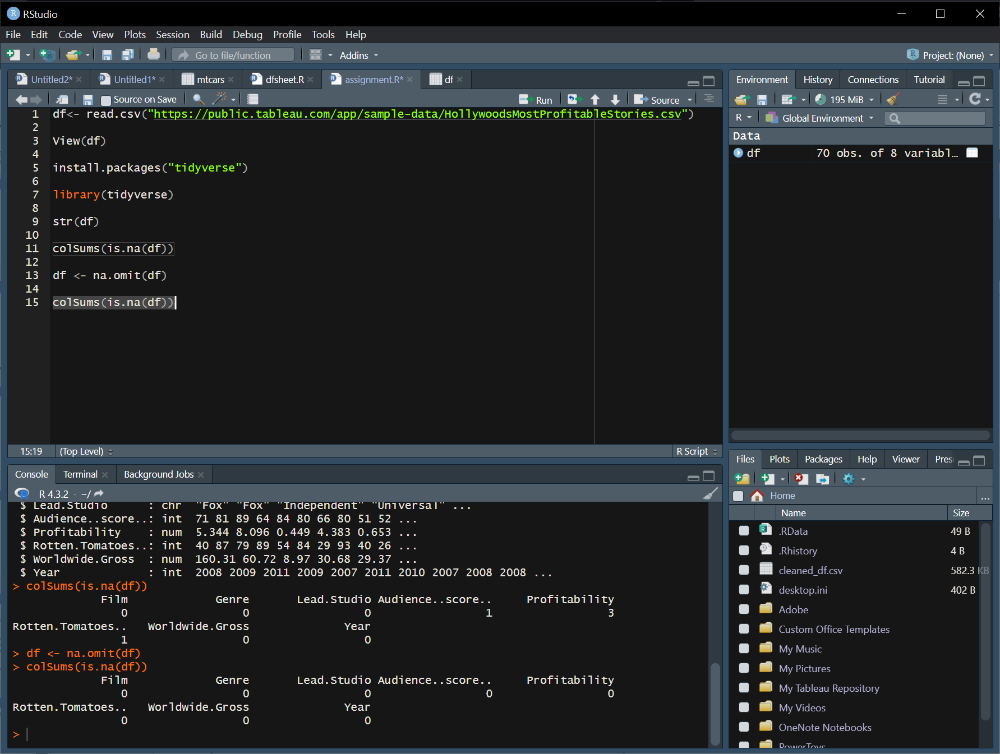 RStudio
File Edit Code View Plots Session Build Debug Profile Tools Help
Go to file/function Addins Project: (None)
Untitled2* Untitled1* mtcars dfsheet.R assignment.R* df
Source on Save Run Source
1 df<- read.csv("https://public.tableau.com/app/sample-data/HollywoodsMostProfitableStories.csv")
2
3 View(df)
4
5 install.packages("tidyverse")
6
7 library(tidyverse)
8
9 str(df)
10
11 colSums(is.na(df))
12
13 df <- na.omit(df)
14
15 colSums(is.na(df))
15:19 (Top Level) R Script
Console Terminal Background Jobs
R 4.3.2 · ~/
$ Lead.Studio : chr "Fox" "Fox" "Independent" "Universal" ...
$ Audience..score..: int 71 81 89 64 84 80 66 80 51 52 ...
$ Profitability : num 5.344 8.096 0.449 4.383 0.653 ...
$ Rotten.Tomatoes..: int 40 87 79 89 54 84 29 93 40 26 ...
$ Worldwide.Gross : num 160.31 60.72 8.97 30.68 29.37 ...
$ Year : int 2008 2009 2011 2009 2007 2011 2010 2007 2008 2008 ...
> colSums(is.na(df))
Film Genre Lead.Studio Audience..score.. Profitability
0 0 0 1 3
Rotten.Tomatoes.. Worldwide.Gross Year
1 0 0
> df <- na.omit(df)
> colSums(is.na(df))
Film Genre Lead.Studio Audience..score.. Profitability
0 0 0 0 0
Rotten.Tomatoes.. Worldwide.Gross Year
0 0 0
>
Environment History Connections Tutorial
195 MiB
R Global Environment
Data
df 70 obs. of 8 variabl...
Files Plots Packages Help Viewer Pres
Home ...
Name Size
.RData 49 B
.Rhistory 4 B
cleaned_df.csv 582.3 KB
desktop.ini 402 B
Adobe
Custom Office Templates
My Music
My Pictures
My Tableau Repository
My Videos
OneNote Notebooks
PowerToys